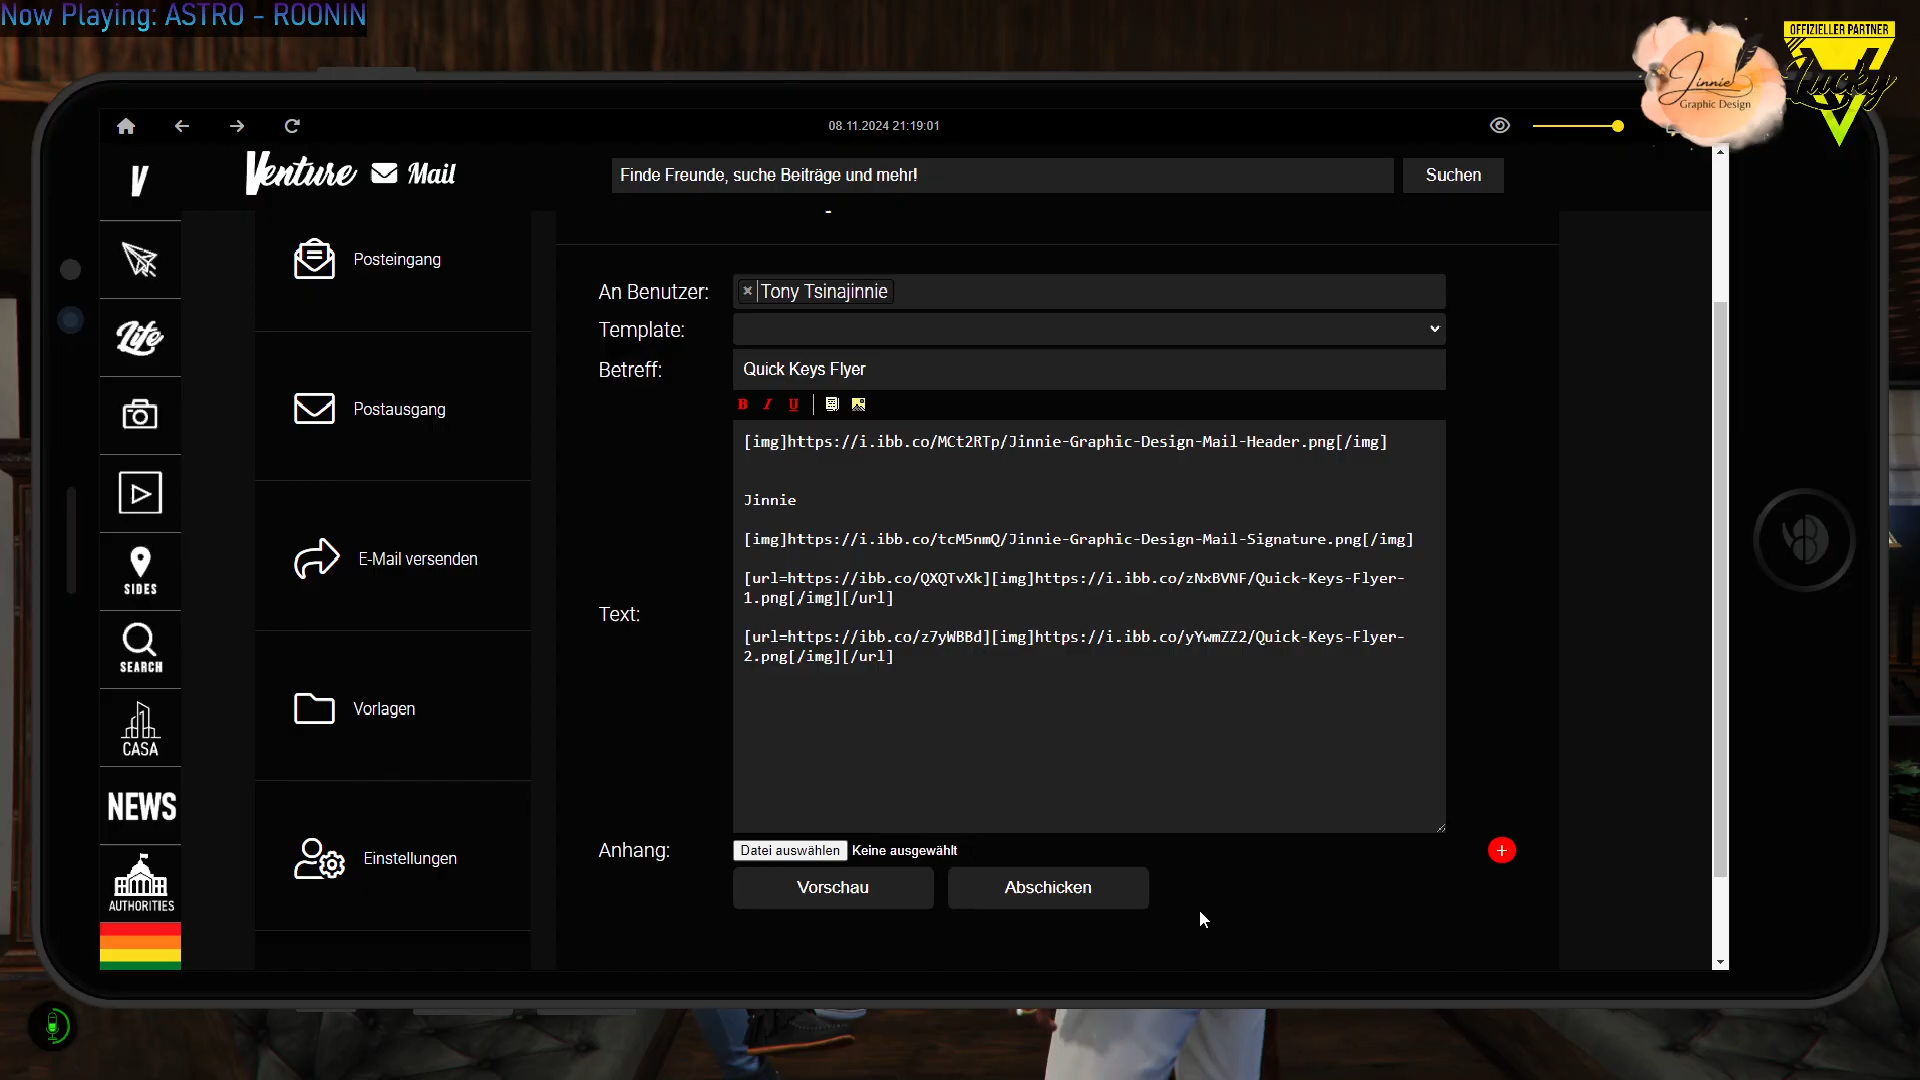 Now Playing: ASTRO - ROONIN
OFFIZIELLER PARTNER
Jinnie
Graphic Design
Lucky
V
08.11.2024 21:19:01
V
Venture Mail
Finde Freunde, suche Beiträge und mehr!
Suchen
Life
SIDES
SEARCH
CASA
NEWS
AUTHORITIES
Posteingang
Postausgang
E-Mail versenden
Vorlagen
Einstellungen
An Benutzer:
× Tony Tsinajinnie
Template:
Betreff:
Quick Keys Flyer
B I U
[img]https://i.ibb.co/MCt2RTp/Jinnie-Graphic-Design-Mail-Header.png[/img]
Jinnie
[img]https://i.ibb.co/tcM5nmQ/Jinnie-Graphic-Design-Mail-Signature.png[/img]
[url=https://ibb.co/QXQTvXk][img]https://i.ibb.co/zNxBVNF/Quick-Keys-Flyer-
1.png[/img][/url]
Text:
[url=https://ibb.co/z7yWBBd][img]https://i.ibb.co/yYwmZZ2/Quick-Keys-Flyer-
2.png[/img][/url]
Anhang:
Datei auswählen Keine ausgewählt
+
Vorschau
Abschicken